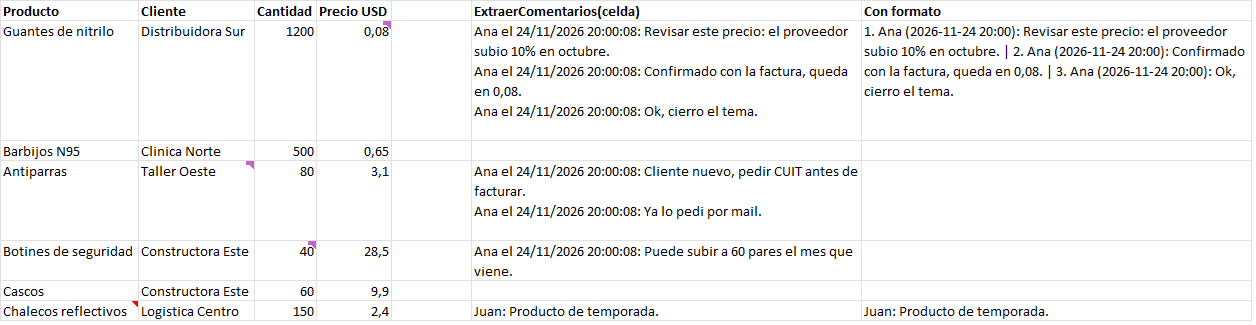 Producto Cliente Cantidad Precio USD ExtraerComentarios(celda) Con formato
Guantes de nitrilo Distribuidora Sur 1200 0,08 Ana el 24/11/2026 20:00:08: Revisar este precio: el proveedor 1. Ana (2026-11-24 20:00): Revisar este precio: el proveedor
subio 10% en octubre. subio 10% en octubre. | 2. Ana (2026-11-24 20:00): Confirmado
Ana el 24/11/2026 20:00:08: Confirmado con la factura, queda con la factura, queda en 0,08. | 3. Ana (2026-11-24 20:00): Ok,
en 0,08. cierro el tema.
Ana el 24/11/2026 20:00:08: Ok, cierro el tema.
Barbijos N95 Clinica Norte 500 0,65
Antiparras Taller Oeste 80 3,1 Ana el 24/11/2026 20:00:08: Cliente nuevo, pedir CUIT antes de
facturar.
Ana el 24/11/2026 20:00:08: Ya lo pedi por mail.
Botines de seguridad Constructora Este 40 28,5 Ana el 24/11/2026 20:00:08: Puede subir a 60 pares el mes que
viene.
Cascos Constructora Este 60 9,9
Chalecos reflectivos Logistica Centro 150 2,4 Juan: Producto de temporada. Juan: Producto de temporada.